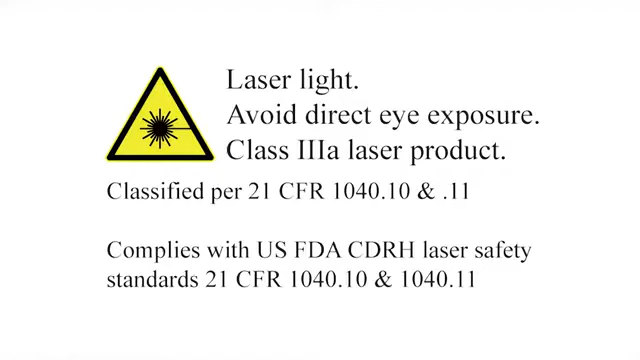 Laser light.
Avoid direct eye exposure.
Class IIIa laser product.
Classified per 21 CFR 1040.10 & .11
Complies with US FDA CDRH laser safety
standards 21 CFR 1040.10 & 1040.11